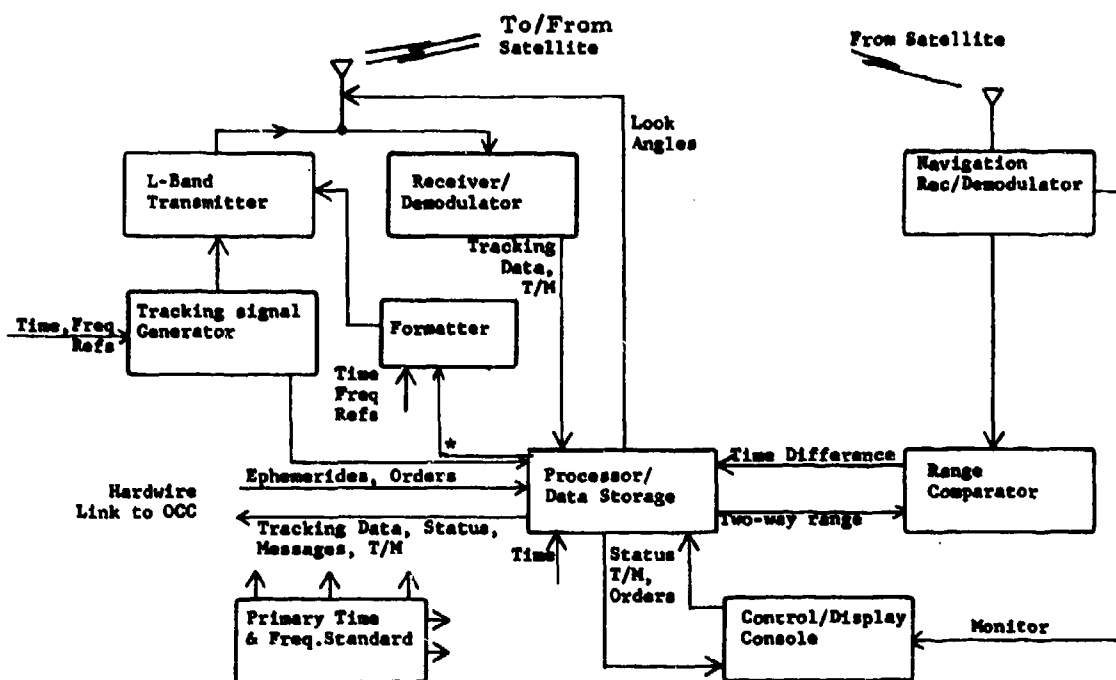 To/From
Satellite
From Satellite
Look
Angles
L-Band
Transmitter
Receiver/
Demodulator
Navigation
Rec/Demodulator
Tracking
Data,
T/M
Tracking signal
Generator
Formatter
Time,Freq
Refs
Time
Freq
Refs
*
Processor/
Data Storage
Time Difference
Range
Comparator
Two-way range
Hardwire
Link to OCC
Ephemerides, Orders
Tracking Data, Status,
Messages, T/M
Time
Status
T/M,
Orders
Primary Time
& Freq.Standard
Control/Display
Console
Monitor